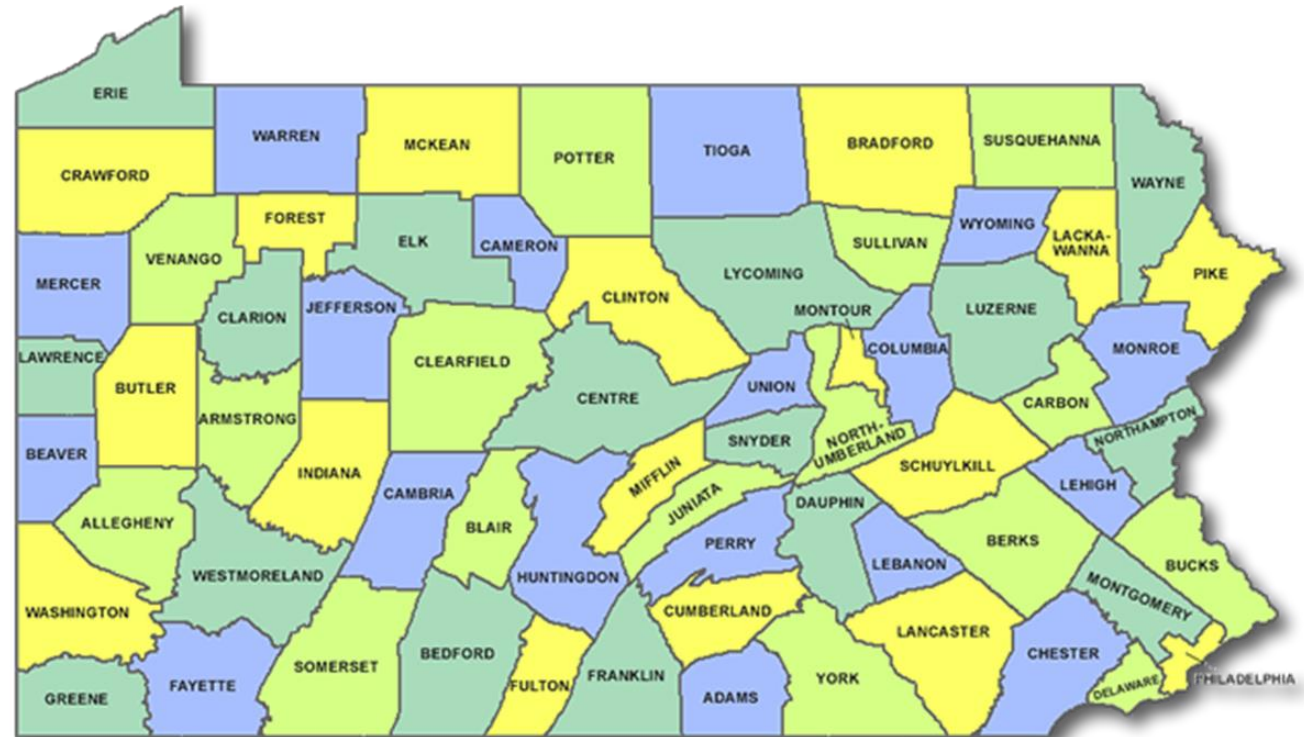 ERIE
WARREN
MCKEAN
POTTER
TIOGA
BRADFORD
SUSQUEHANNA
WAYNE
CRAWFORD
FOREST
VENANGO
ELK
CAMERON
SULLIVAN
WYOMING
LACKA-
WANNA
PIKE
MERCER
CLARION
JEFFERSON
CLINTON
LYCOMING
MONTOUR
LUZERNE
LAWRENCE
BUTLER
CLEARFIELD
CENTRE
UNION
COLUMBIA
MONROE
ARMSTRONG
CARBON
BEAVER
INDIANA
SNYDER
NORTH-
UMBERLAND
NORTHAMPTON
CAMBRIA
MIFFLIN
SCHUYLKILL
LEHIGH
ALLEGHENY
BLAIR
JUNIATA
DAUPHIN
WESTMORELAND
HUNTINGDON
PERRY
LEBANON
BERKS
BUCKS
WASHINGTON
CUMBERLAND
LANCASTER
MONTGOMERY
GREENE
FAYETTE
SOMERSET
BEDFORD
FULTON
FRANKLIN
ADAMS
YORK
CHESTER
DELAWARE
PHILADELPHIA